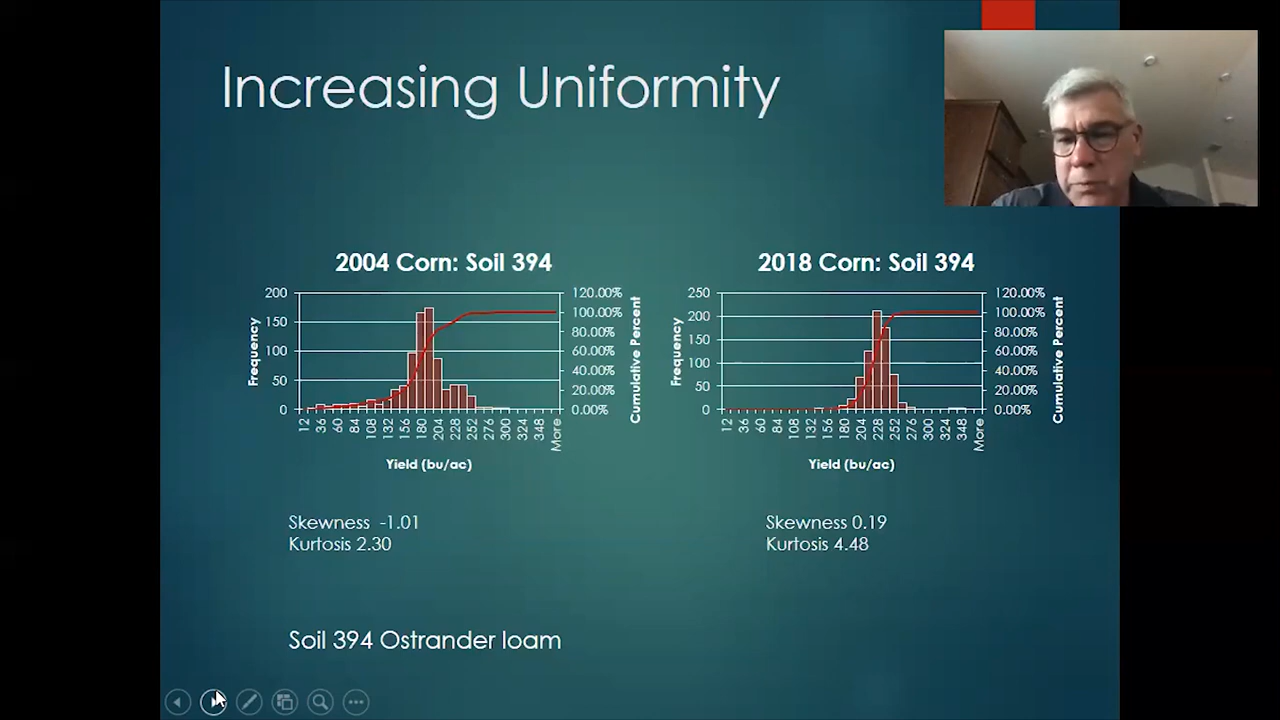 Increasing Uniformity
2004 Corn: Soil 394
200
150
100
50
0
Frequency
120.00%
100.00%
80.00%
60.00%
40.00%
20.00%
0.00%
Cumulative Percent
12 36 60 84 108 132 156 180 204 228 252 276 300 324 348 More
Yield (bu/ac)
2018 Corn: Soil 394
250
200
150
100
50
0
Frequency
120.00%
100.00%
80.00%
60.00%
40.00%
20.00%
0.00%
Cumulative Percent
12 36 60 84 108 132 156 180 204 228 252 276 300 324 348 More
Yield (bu/ac)
Skewness -1.01
Kurtosis 2.30
Skewness 0.19
Kurtosis 4.48
Soil 394 Ostrander loam